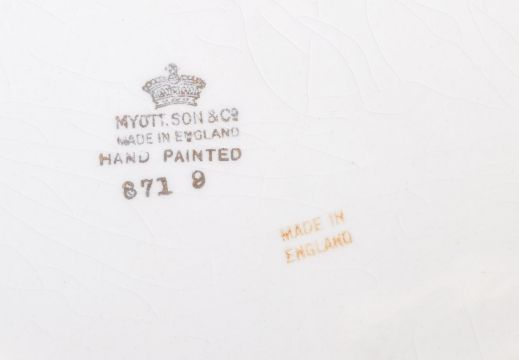 MYOTT, SON & Co
MADE IN ENGLAND
HAND PAINTED
871 9
MADE IN
ENGLAND